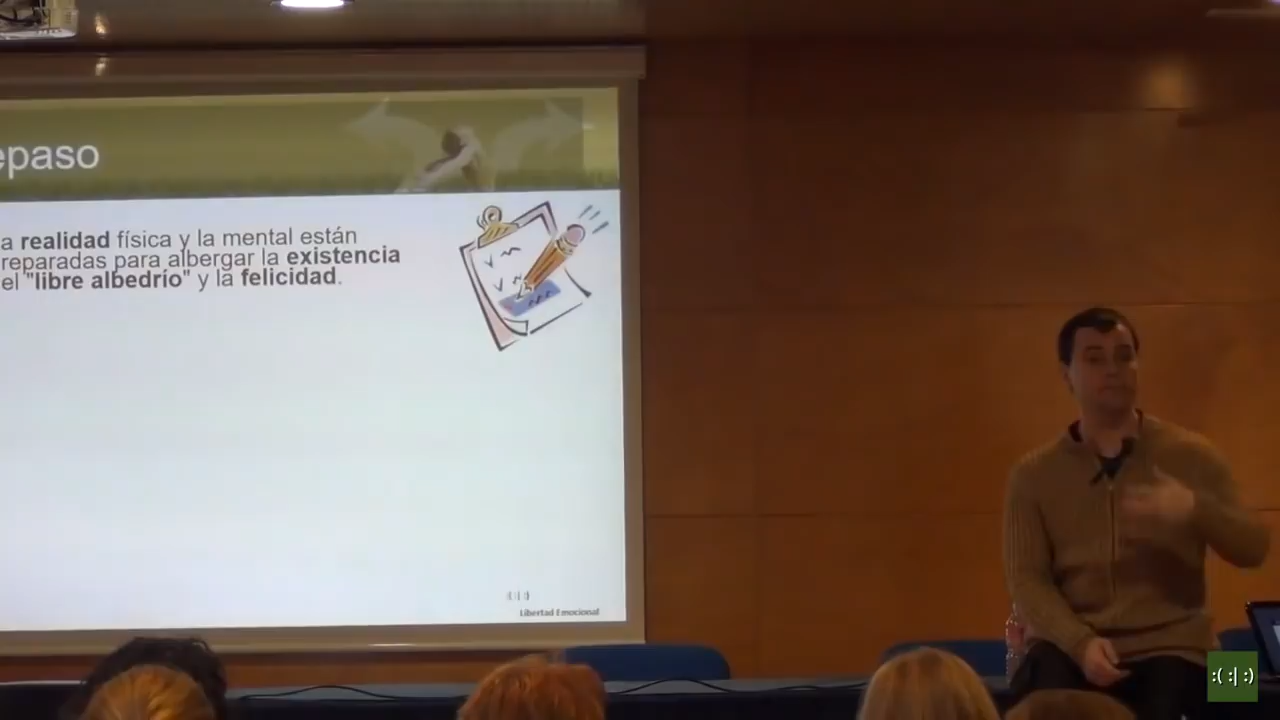 epaso
a realidad física y la mental están
reparadas para albergar la existencia
el "libre albedrío" y la felicidad.
:( :| :)
Libertad Emocional
:( :| :)